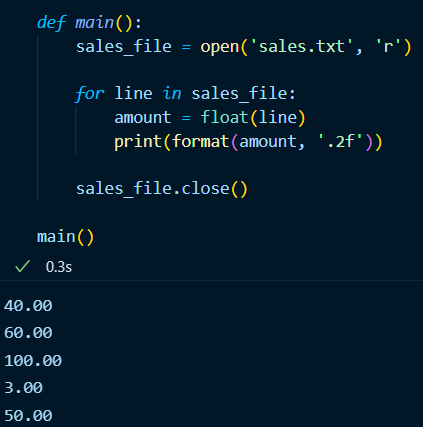 def main():
    sales_file = open('sales.txt', 'r')
    for line in sales_file:
        amount = float(line)
        print(format(amount, '.2f'))
    sales_file.close()
main()
0.3s
40.00
60.00
100.00
3.00
50.00